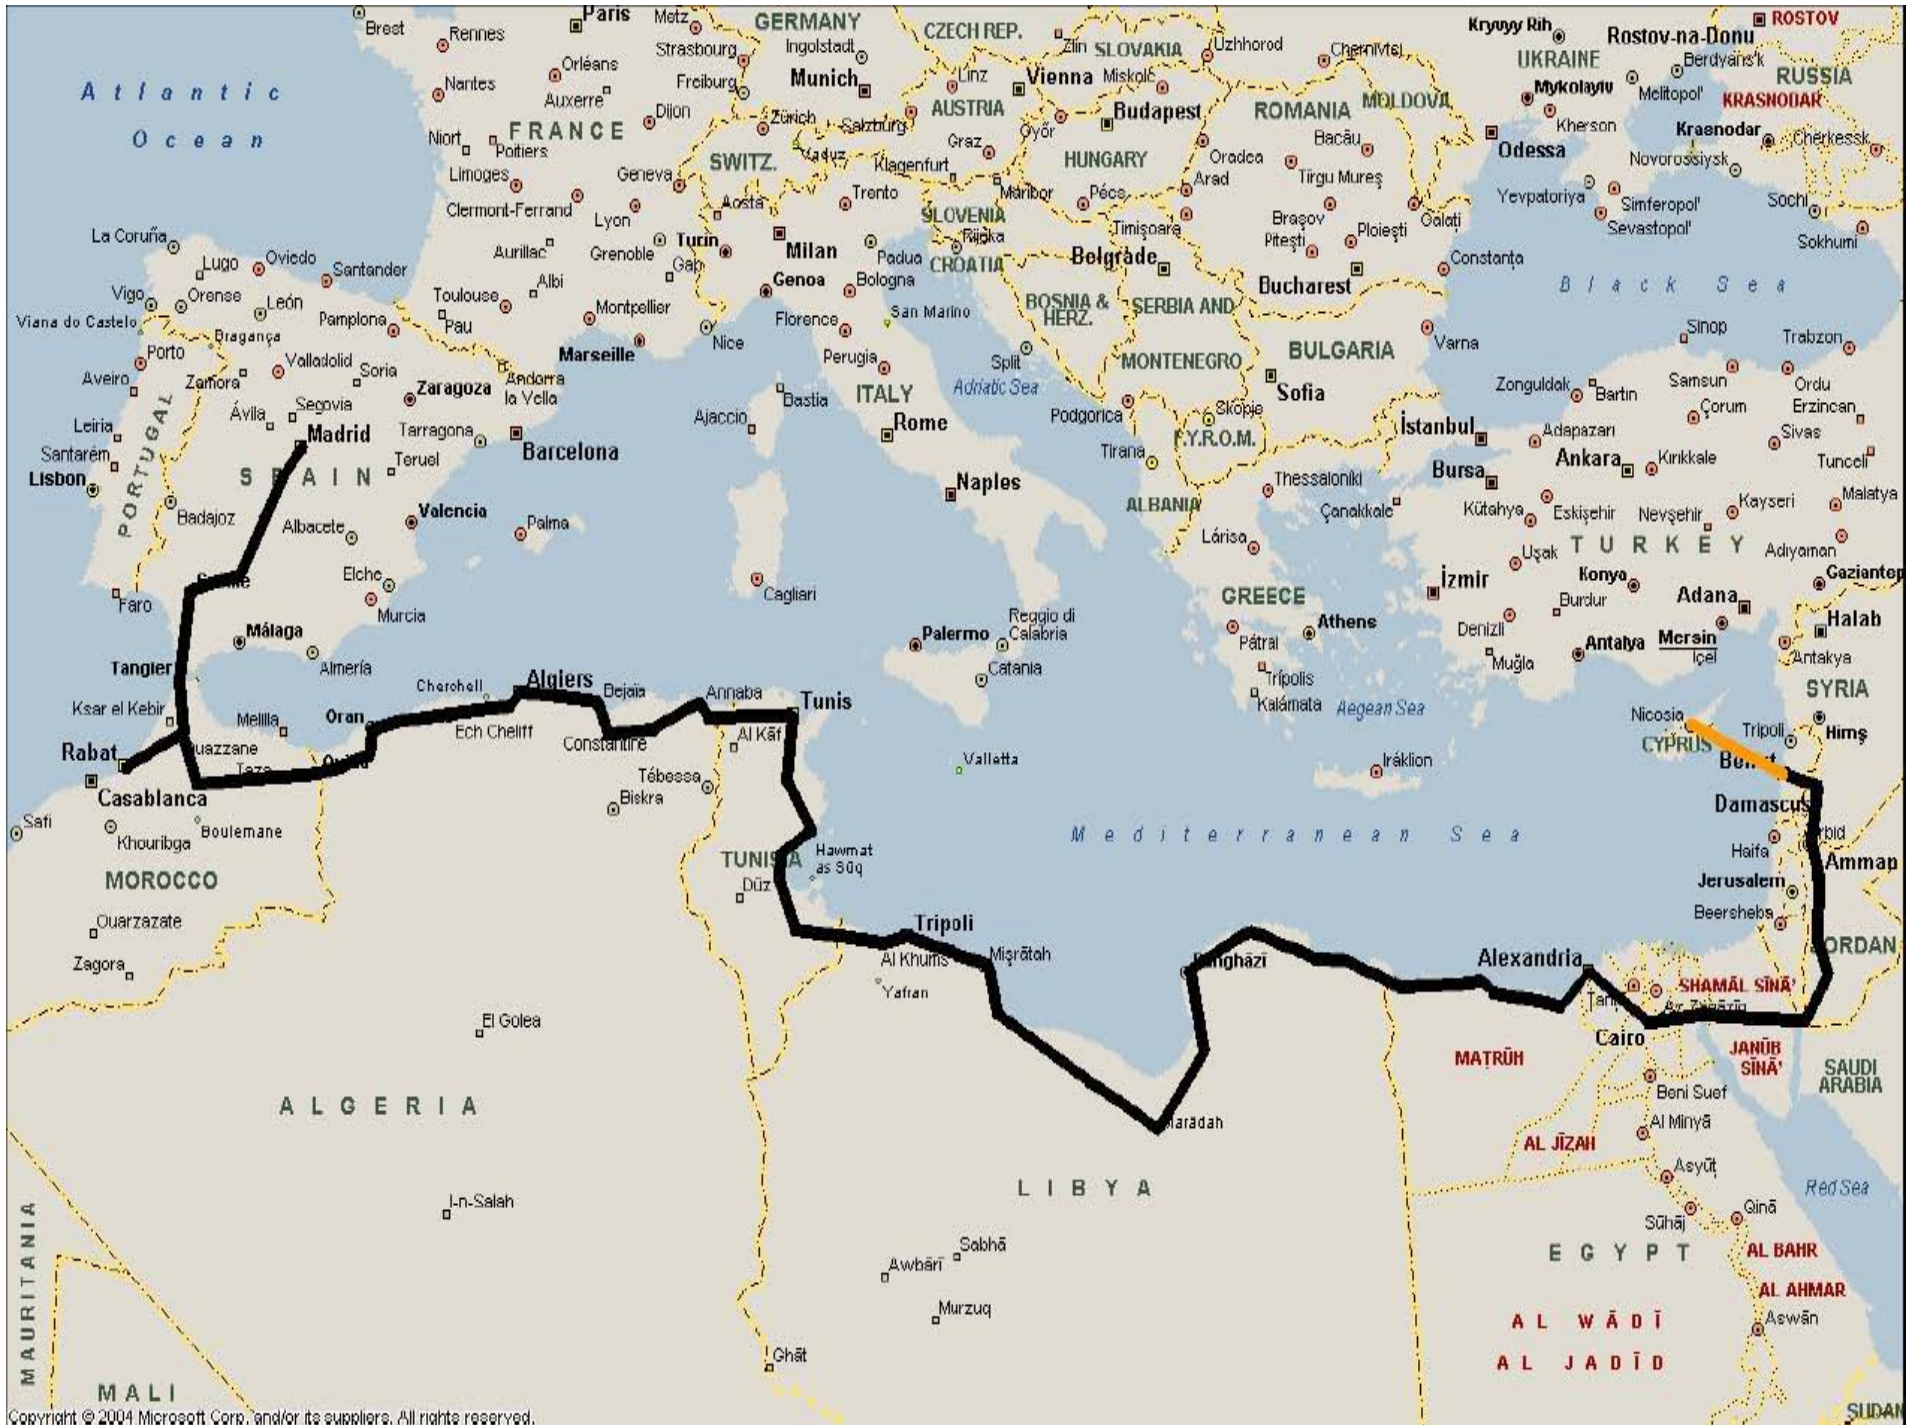 Paris
Metz
GERMANY
CZECH REP.
Zlin
SLOVAKIA
Uzhhorod
Kryvyy Rih
Rostov-na-Donu
ROSTOV
Brest
Rennes
Strasbourg
Ingolstadt
UKRAINE
Berdyans'k
RUSSIA
Atlantic
Ocean
Orléans
Nantes
Auxerre
Freiburg
Munich
Linz
Vienna
Miskolc
Mykolayiv
Melitopol'
KRASNODAR
FRANCE
Dijon
Zürich
Salzburg
AUSTRIA
Győr
Budapest
ROMANIA
MOLDOVA
Kherson
Krasnodar
Cherkessk
Niort
Poitiers
Vaduz
Graz
Bacău
Odessa
Novorossiysk
Limoges
Geneva
SWITZ.
Klagenfurt
HUNGARY
Oradea
Tîrgu Mureş
Clermont-Ferrand
Lyon
Aosta
Trento
Maribor
Pécs
Arad
Yevpatoriya
Simferopol'
Sochi
La Coruña
SLOVENIA
Timişoara
Braşov
Galaţi
Sevastopol'
Lugo
Oviedo
Santander
Aurillac
Grenoble
Turin
Milan
Padua
Rijeka
Belgrade
Piteşti
Ploieşti
Constanţa
Sokhumi
Vigo
Orense
León
Toulouse
Albi
Gap
Genoa
Bologna
CROATIA
Bucharest
Black Sea
Viana do Castelo
Bragança
Pamplona
Pau
Montpellier
Nice
Florence
San Marino
BOSNIA &
HERZ.
SERBIA AND
MONTENEGRO
Varna
Sinop
Trabzon
Porto
Valladolid
Soria
Marseille
Perugia
Split
BULGARIA
Aveiro
Zamora
Zaragoza
Andorra
la Vella
Bastia
ITALY
Adriatic Sea
Sofia
Zonguldak
Bartın
Samsun
Ordu
Ávila
Segovia
Ajaccio
Podgorica
Skopje
Çorum
Erzincan
PORTUGAL
Leiria
Madrid
Tarragona
Barcelona
Rome
F.Y.R.O.M.
İstanbul
Adapazarı
Sivas
Santarém
SPAIN
Teruel
Tirana
Bursa
Ankara
Kırıkkale
Tunceli
Lisbon
Naples
Thessaloniki
Badajoz
Albacete
Valencia
Palma
ALBANIA
Çanakkale
Kütahya
Eskişehir
Nevşehir
Kayseri
Malatya
Lárisa
Uşak
TURKEY
Adıyaman
Faro
Elche
Murcia
Cagliari
GREECE
İzmir
Konya
Adana
Gaziantep
Málaga
Palermo
Reggio di
Calabria
Pátrai
Athens
Denizli
Burdur
Antalya
Mersin
İçel
Halab
Tangier
Almería
Catania
Trípolis
Muğla
Antakya
Ksar el Kebir
Melilla
Oran
Cherchell
Algiers
Bejaïa
Annaba
Tunis
Kalámata
Aegean Sea
Nicosia
Tripoli
SYRIA
Rabat
Ech Cheliff
Constantine
Al Kāf
Valletta
Iráklion
CYPRUS
Beirut
Ḩimş
Casablanca
Tébessa
Biskra
Damascus
Safi
Khouribga
Boulemane
Hawmat
as Sūq
Mediterranean Sea
Haifa
MOROCCO
TUNISIA
Dūz
Jerusalem
Beersheba
Ouarzazate
Zagora
Tripoli
Al Khums
Mişrātah
Yafran
Alexandria
SHAMĀL SĪNĀ'
El Golea
Cairo
MAṬRŪḤ
JANŪB
SĪNĀ'
SAUDI
ARABIA
ALGERIA
Beni Suef
Al Minyā
AL JĪZAH
Asyūţ
I-n-Salah
LIBYA
Sūhāj
Qinā
Red Sea
MAURITANIA
Sabhā
Awbārī
Murzuq
EGYPT
AL BAHR
AL AHMAR
AL WĀDĪ
AL JADĪD
Aswān
Ghāt
MALI
SUDAN
Copyright © 2004 Microsoft Corp. and/or its suppliers. All rights reserved.